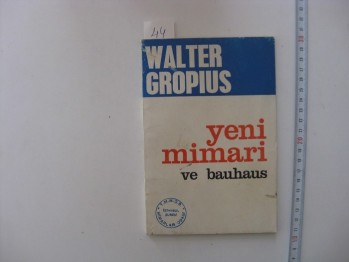 44
WALTER
GROPIUS
yeni
mimari
ve bauhaus